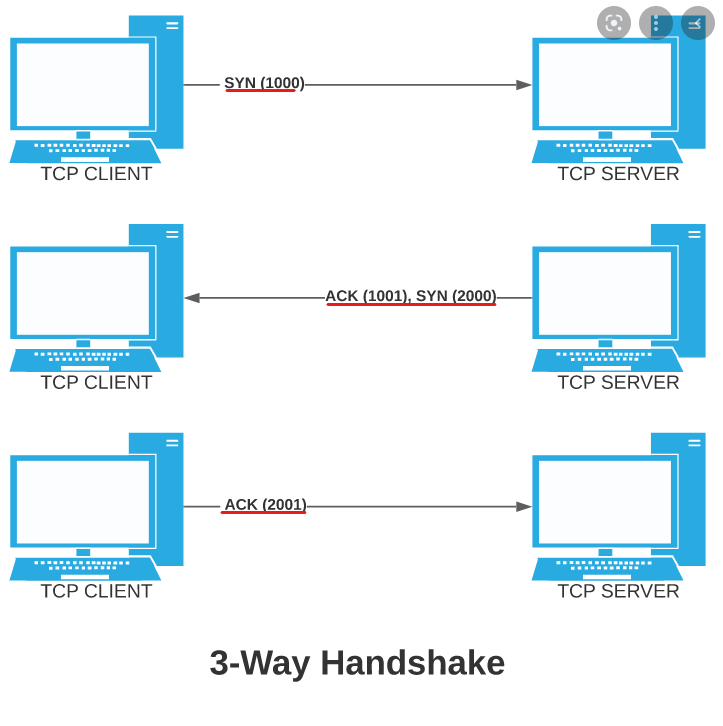 SYN (1000)
TCP CLIENT
TCP SERVER
ACK (1001), SYN (2000)
TCP CLIENT
TCP SERVER
ACK (2001)
TCP CLIENT
TCP SERVER
3-Way Handshake